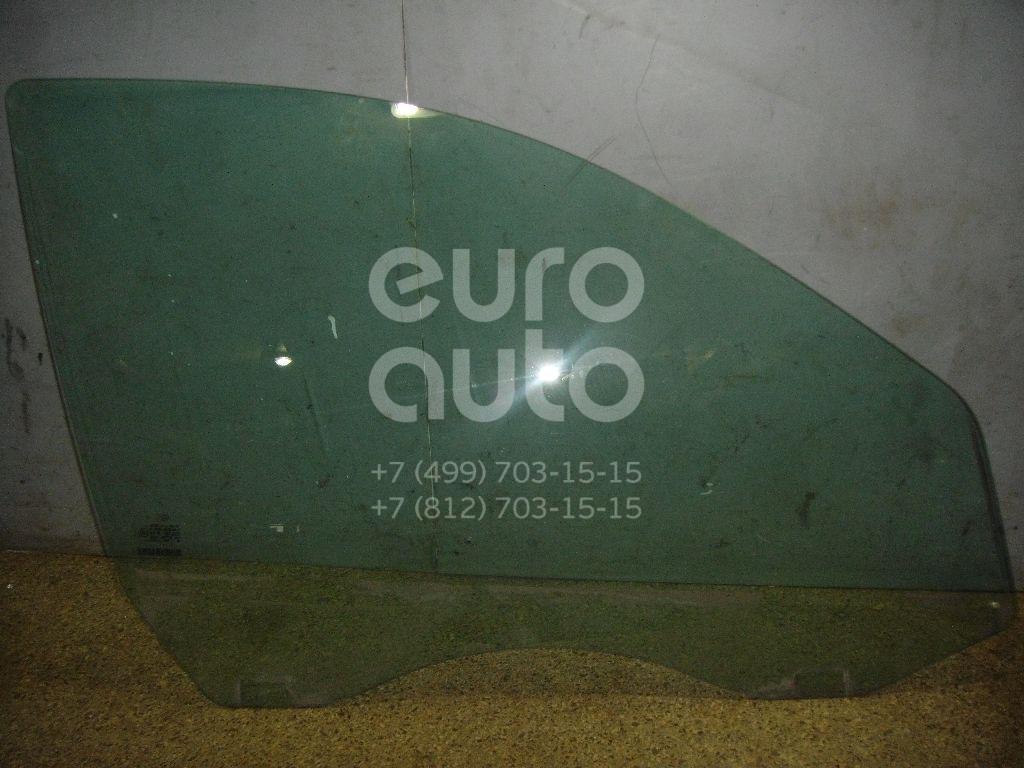 euro
auto
+7 (499) 703-15-15
+7 (812) 703-15-15